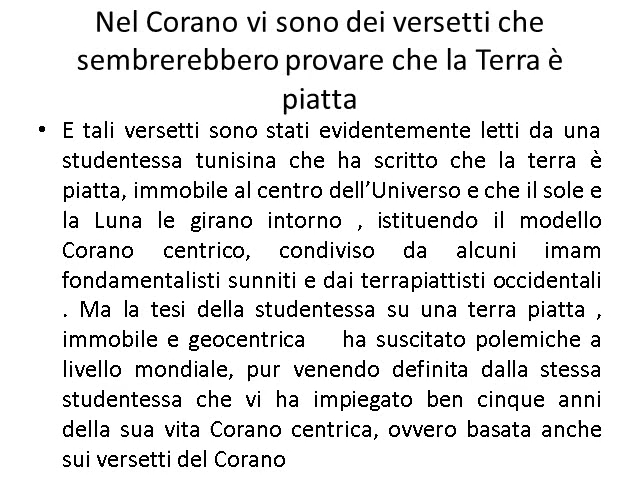 Nel Corano vi sono dei versetti che
sembrerebbero provare che la Terra è
piatta
• E tali versetti sono stati evidentemente letti da una
studentessa tunisina che ha scritto che la terra è
piatta, immobile al centro dell’Universo e che il sole e
la Luna le girano intorno , istituendo il modello
Corano centrico, condiviso da alcuni imam
fondamentalisti sunniti e dai terrapiattisti occidentali
. Ma la tesi della studentessa su una terra piatta ,
immobile e geocentrica ha suscitato polemiche a
livello mondiale, pur venendo definita dalla stessa
studentessa che vi ha impiegato ben cinque anni
della sua vita Corano centrica, ovvero basata anche
sui versetti del Corano